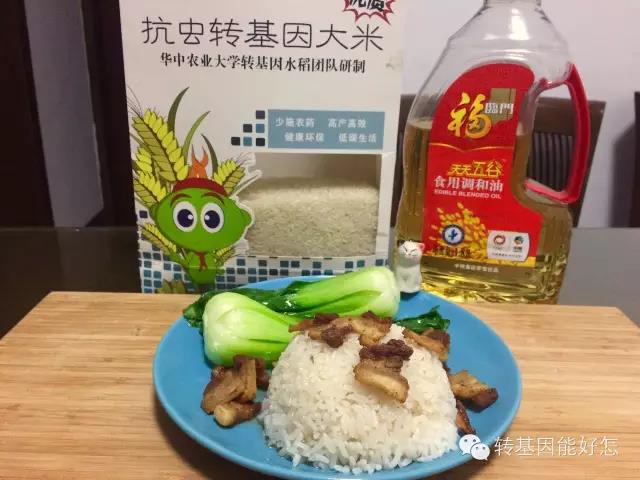 优质
抗虫转基因大米
华中农业大学转基因水稻团队研制
少施农药 高产高效
健康环保 低碳生活
福临門
天天五谷
食用调和油
EDIBLE BLENDED OIL
转基因能好怎